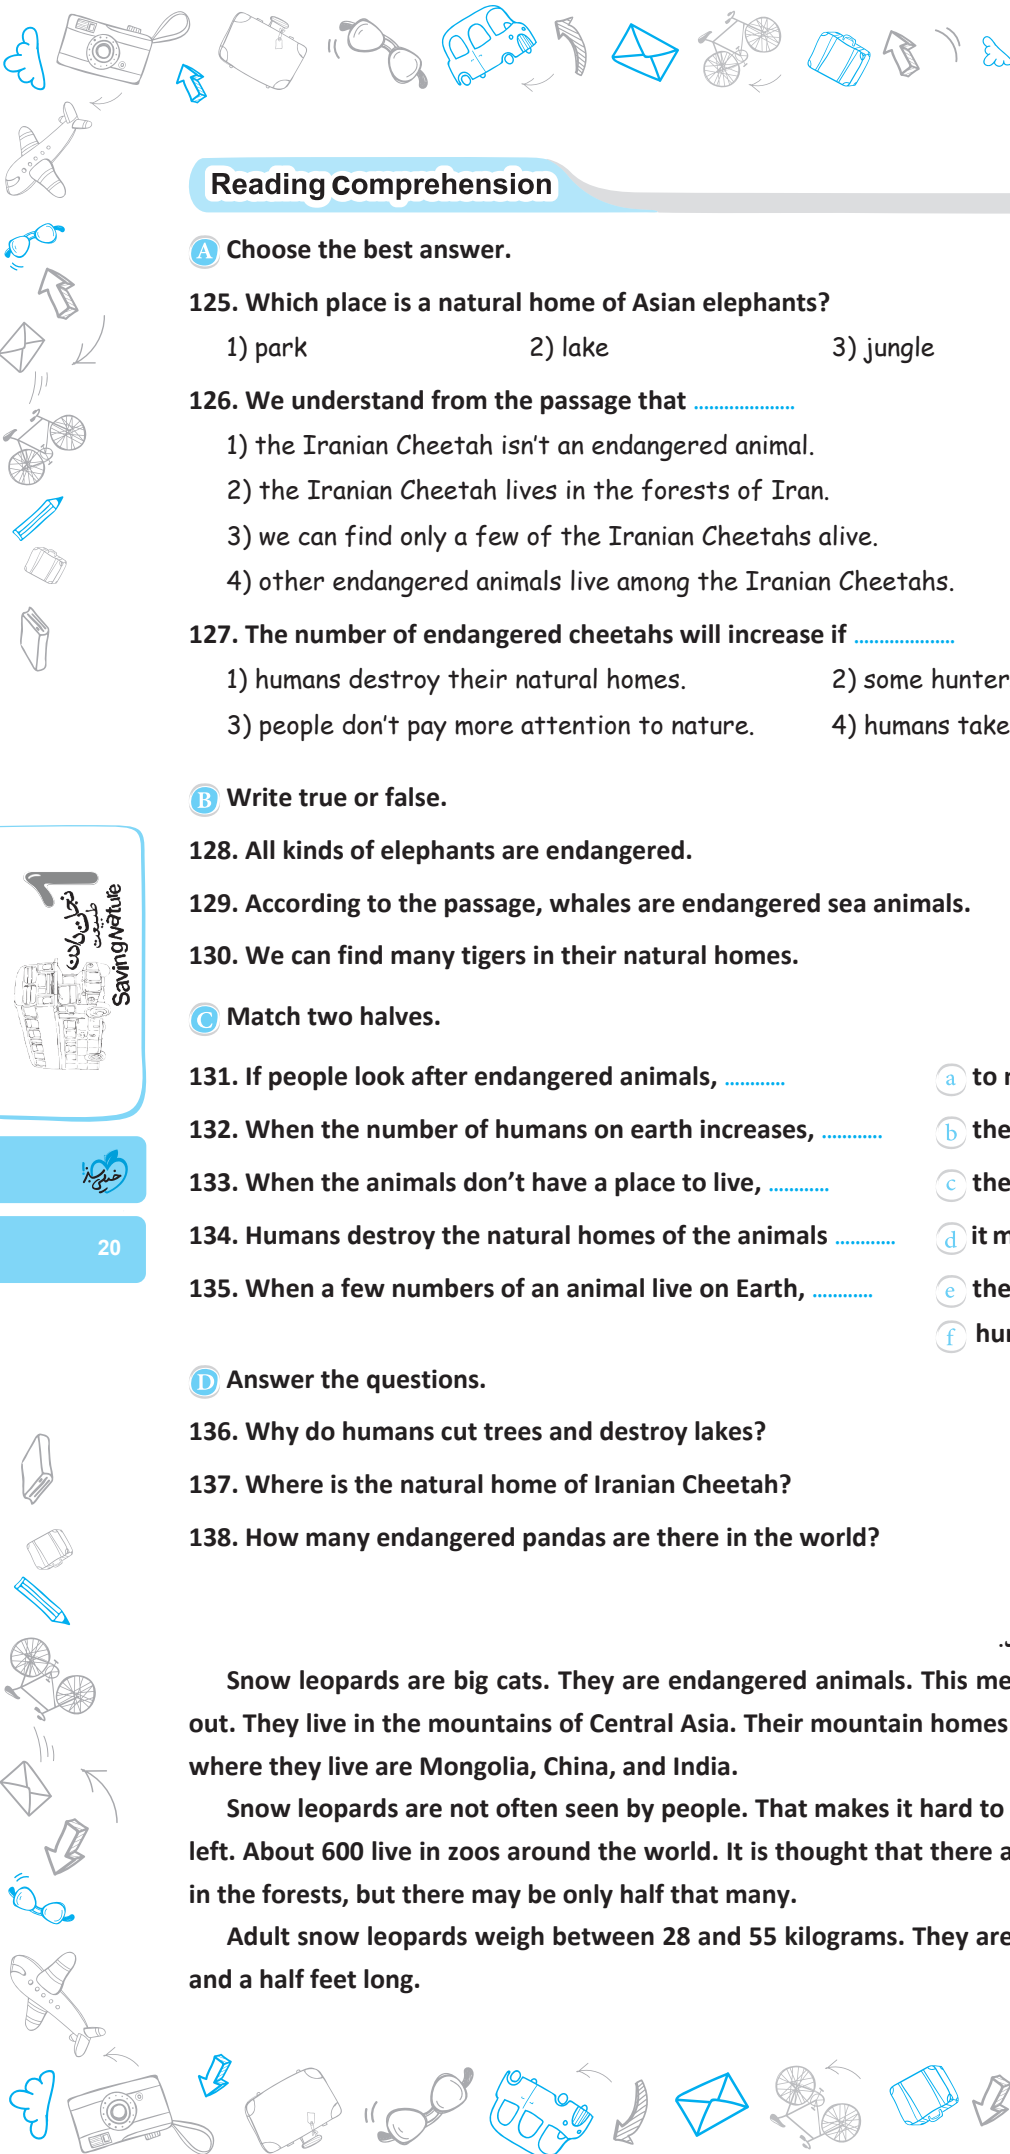 Reading Comprehension
A Choose the best answer.
125. Which place is a natural home of Asian elephants?
1) park 2) lake 3) jungle
126. We understand from the passage that ....................
1) the Iranian Cheetah isn't an endangered animal.
2) the Iranian Cheetah lives in the forests of Iran.
3) we can find only a few of the Iranian Cheetahs alive.
4) other endangered animals live among the Iranian Cheetahs.
127. The number of endangered cheetahs will increase if ....................
1) humans destroy their natural homes. 2) some hunter
3) people don't pay more attention to nature. 4) humans take
B Write true or false.
128. All kinds of elephants are endangered.
129. According to the passage, whales are endangered sea animals.
130. We can find many tigers in their natural homes.
نجات دادن
طبیعت
Saving Nature
C Match two halves.
131. If people look after endangered animals, ............ a to
132. When the number of humans on earth increases, ............ b the
133. When the animals don't have a place to live, ............ c the
134. Humans destroy the natural homes of the animals ............ d it
135. When a few numbers of an animal live on Earth, ............ e the
f
خیلی سبز
20
D Answer the questions.
136. Why do humans cut trees and destroy lakes?
137. Where is the natural home of Iranian Cheetah?
138. How many endangered pandas are there in the world?
Snow leopards are big cats. They are endangered animals. This
out. They live in the mountains of Central Asia. Their mountain homes
where they live are Mongolia, China, and India.
Snow leopards are not often seen by people. That makes it hard to
left. About 600 live in zoos around the world. It is thought that there
in the forests, but there may be only half that many.
Adult snow leopards weigh between 28 and 55 kilograms. They are
and a half feet long.